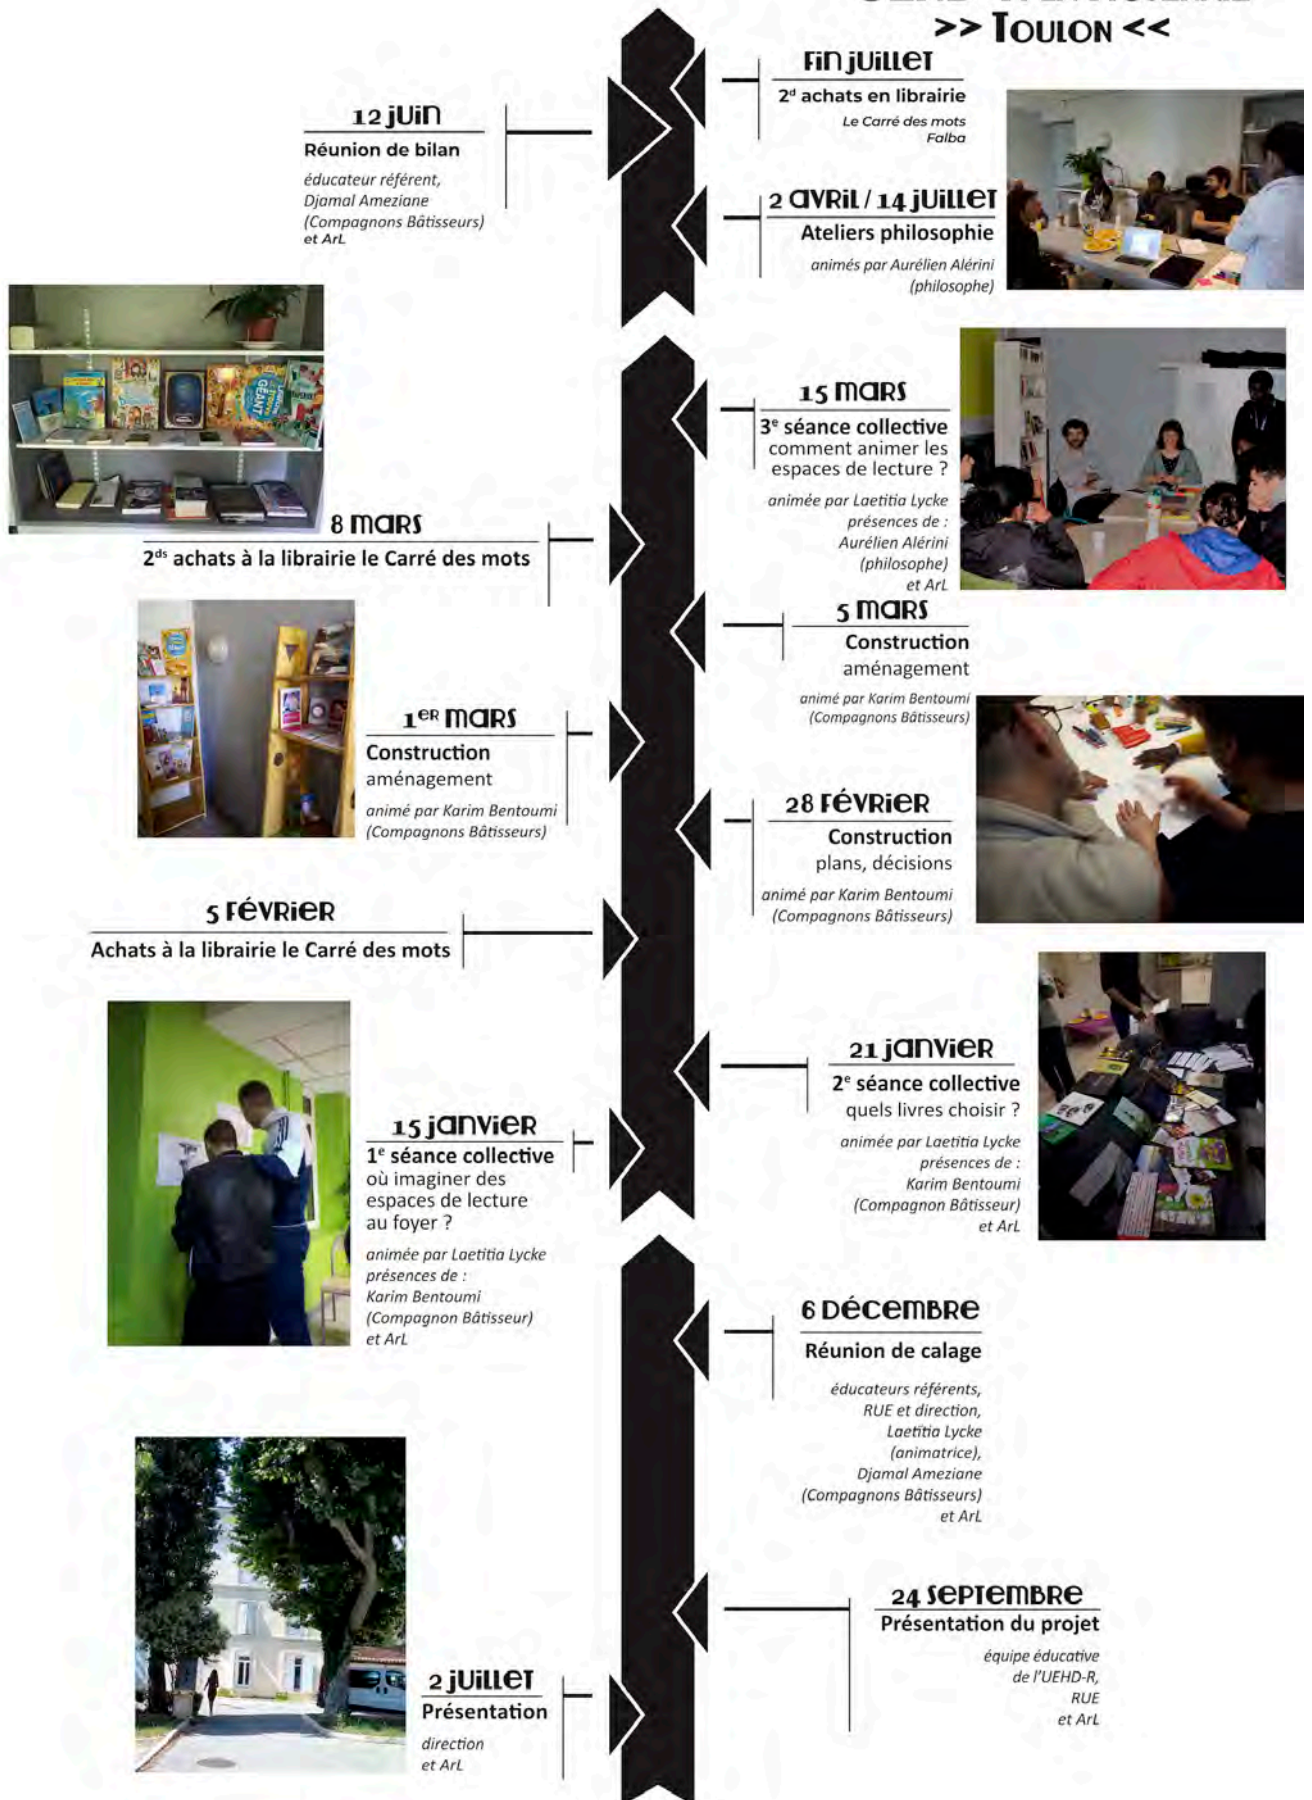 >> Toulon <<
Fin juillet
2ᵈ achats en librairie
Le Carré des mots
Falba
12 juin
Réunion de bilan
éducateur référent,
Djamal Ameziane
(Compagnons Bâtisseurs)
et ArL
2 avril / 14 juillet
Ateliers philosophie
animés par Aurélien Alérini
(philosophe)
15 mars
3ᵉ séance collective
comment animer les
espaces de lecture ?
animée par Laetitia Lycke
présences de :
Aurélien Alérini
(philosophe)
et ArL
8 mars
2ᵈˢ achats à la librairie le Carré des mots
5 mars
Construction
aménagement
animé par Karim Bentoumi
(Compagnons Bâtisseurs)
1er mars
Construction
aménagement
animé par Karim Bentoumi
(Compagnons Bâtisseurs)
28 février
Construction
plans, décisions
animé par Karim Bentoumi
(Compagnons Bâtisseurs)
5 février
Achats à la librairie le Carré des mots
21 janvier
2ᵉ séance collective
quels livres choisir ?
animée par Laetitia Lycke
présences de :
Karim Bentoumi
(Compagnon Bâtisseur)
et ArL
15 janvier
1ᵉ séance collective
où imaginer des
espaces de lecture
au foyer ?
animée par Laetitia Lycke
présences de :
Karim Bentoumi
(Compagnon Bâtisseur)
et ArL
6 décembre
Réunion de calage
éducateurs référents,
RUE et direction,
Laetitia Lycke
(animatrice),
Djamal Ameziane
(Compagnons Bâtisseurs)
et ArL
24 septembre
Présentation du projet
équipe éducative
de l'UEHD-R,
RUE
et ArL
2 juillet
Présentation
direction
et ArL
GÉANT